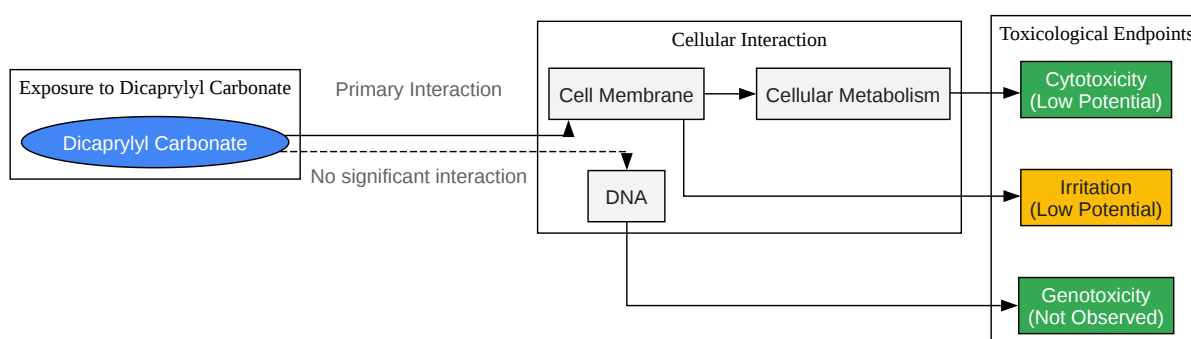 Exposure to Dicaprylyl Carbonate
Dicaprylyl Carbonate
Primary Interaction
No significant interaction
Cellular Interaction
Cell Membrane
Cellular Metabolism
DNA
Toxicological Endpoints
Cytotoxicity
(Low Potential)
Irritation
(Low Potential)
Genotoxicity
(Not Observed)